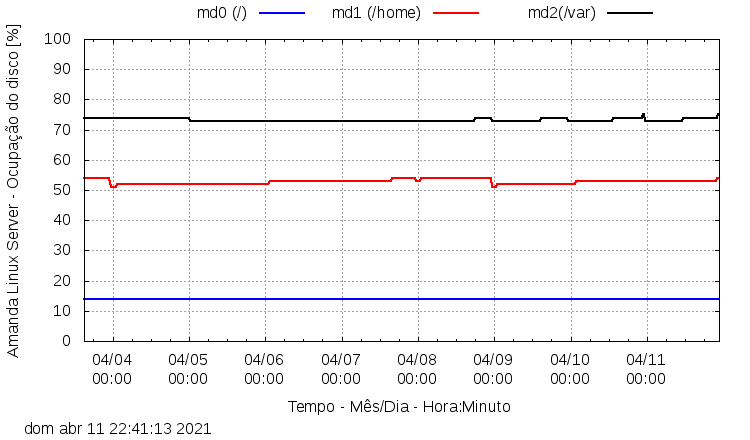 md0 (/) md1 (/home) md2(/var)
Amanda Linux Server - Ocupação do disco [%]
100
90
80
70
60
50
40
30
20
10
0
04/04 04/05 04/06 04/07 04/08 04/09 04/10 04/11
00:00 00:00 00:00 00:00 00:00 00:00 00:00 00:00
Tempo - Mês/Dia - Hora:Minuto
dom abr 11 22:41:13 2021